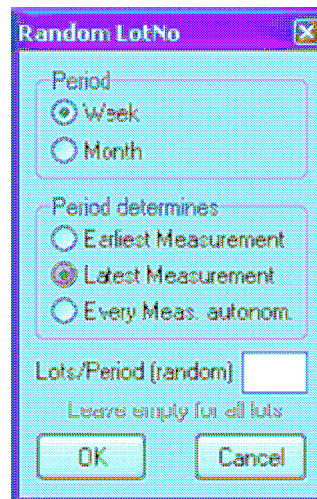 Random LotNo
Period
Week
Month
Period determines
Earliest Measurement
Latest Measurement
Every Meas. autonom.
Lots/Period (random)
Leave empty for all lots
OK
Cancel